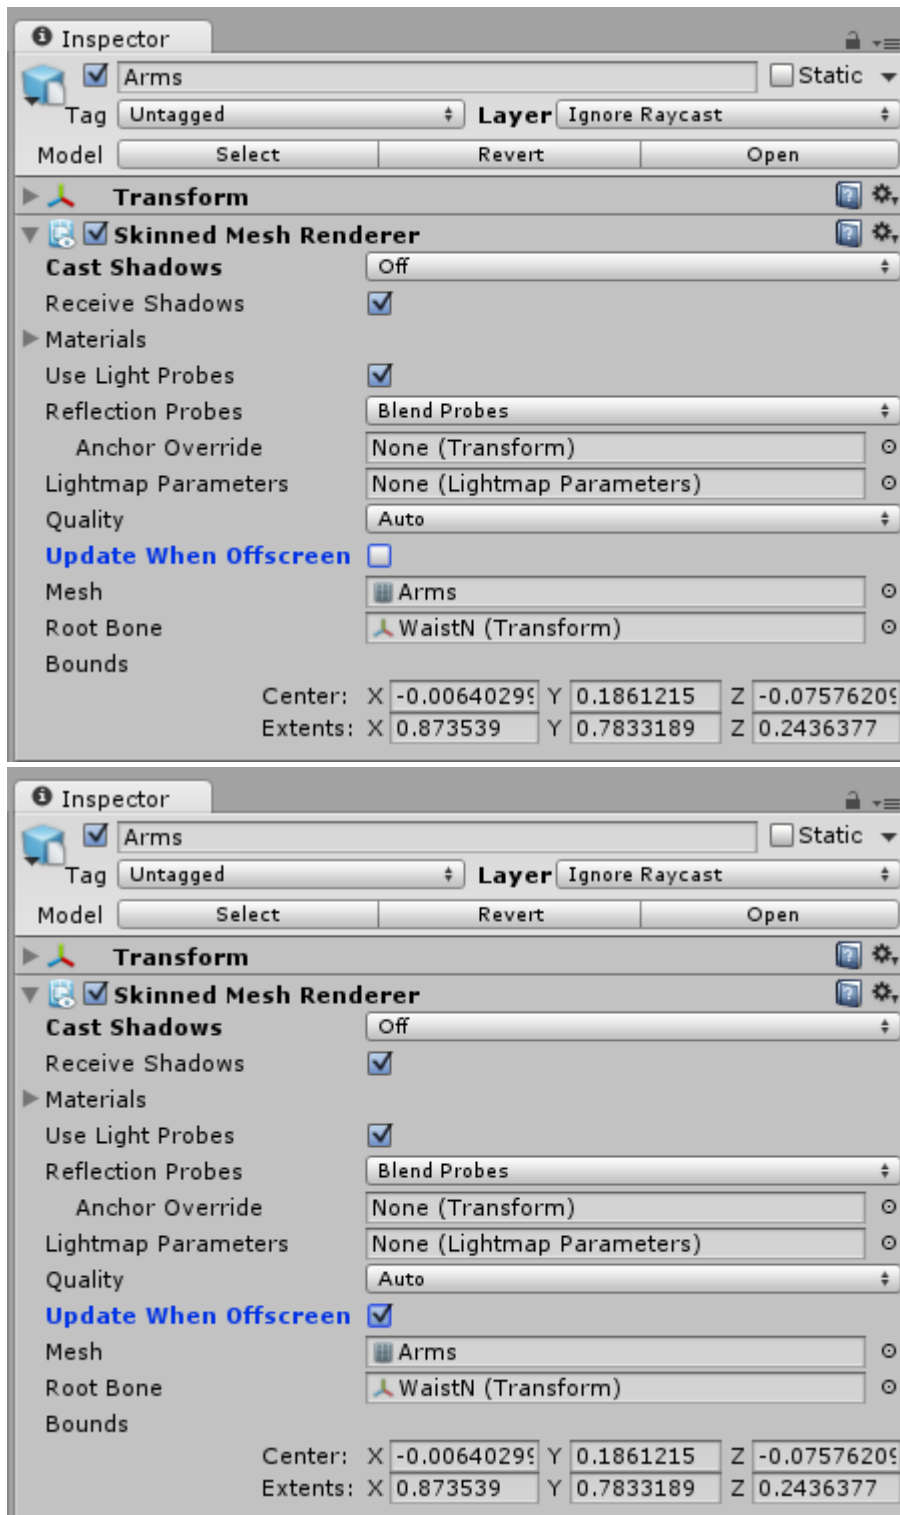 Inspector
Arms Static
Tag Untagged Layer Ignore Raycast
Model Select Revert Open
Transform
Skinned Mesh Renderer
Cast Shadows Off
Receive Shadows
Materials
Use Light Probes
Reflection Probes Blend Probes
Anchor Override None (Transform)
Lightmap Parameters None (Lightmap Parameters)
Quality Auto
Update When Offscreen
Mesh Arms
Root Bone WaistN (Transform)
Bounds
Center: X -0.00640299 Y 0.1861215 Z -0.07576209
Extents: X 0.873539 Y 0.7833189 Z 0.2436377
Inspector
Arms Static
Tag Untagged Layer Ignore Raycast
Model Select Revert Open
Transform
Skinned Mesh Renderer
Cast Shadows Off
Receive Shadows
Materials
Use Light Probes
Reflection Probes Blend Probes
Anchor Override None (Transform)
Lightmap Parameters None (Lightmap Parameters)
Quality Auto
Update When Offscreen
Mesh Arms
Root Bone WaistN (Transform)
Bounds
Center: X -0.00640299 Y 0.1861215 Z -0.07576209
Extents: X 0.873539 Y 0.7833189 Z 0.2436377